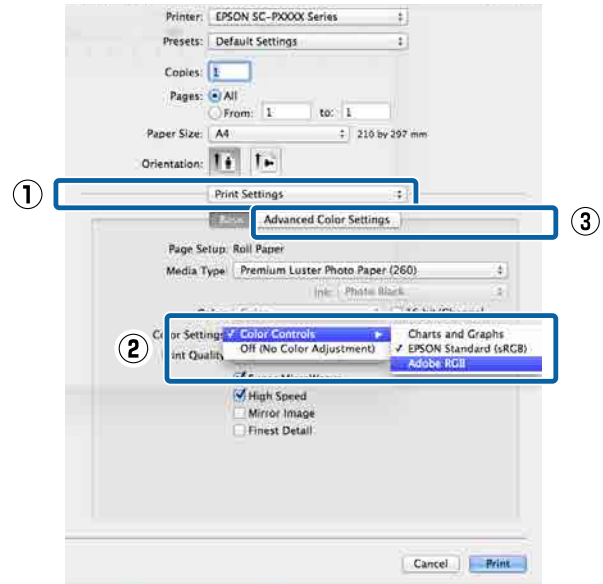 Printer: EPSON SC-PXXXX Series
Presets: Default Settings
Copies: 1
Pages: All
From: 1 to: 1
Paper Size: A4 210 by 297 mm
Orientation:
① Print Settings
Advanced Color Settings ③
Page Setup: Roll Paper
Media Type: Premium Luster Photo Paper (260)
Ink: Photo Black
16 bit/Channel
② Color Settings ✓ Color Controls Charts and Graphs
Print Quality Off (No Color Adjustment) ✓ EPSON Standard (sRGB)
Adobe RGB
High Speed
Mirror Image
Finest Detail
Cancel Print